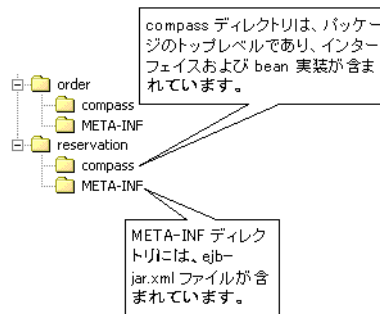 compass ディレクトリは、パッケー
ジのトップレベルであり、インター
フェイスおよび bean 実装が含ま
れています。
order
compass
META-INF
reservation
compass
META-INF
META-INF ディレク
トリには、ejb-
jar.xml ファイルが含
まれています。